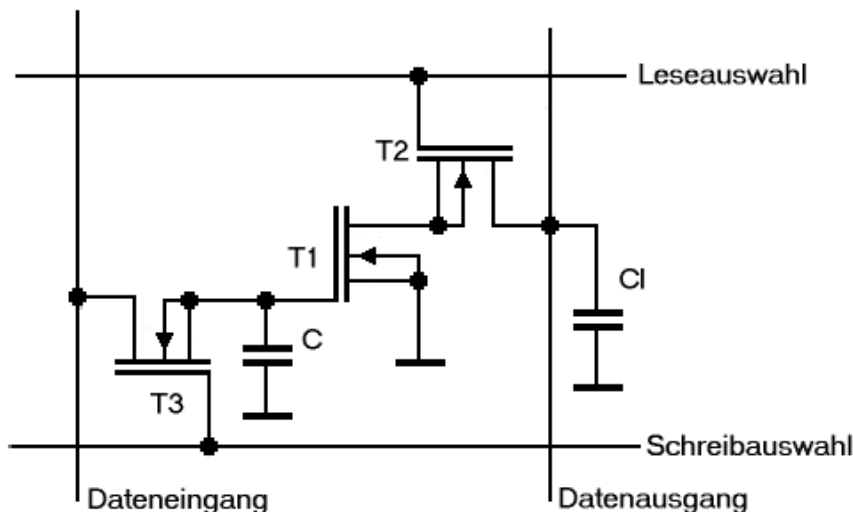 Leseauswahl
T2
T1
Cl
C
T3
Schreibauswahl
Dateneingang
Datenausgang